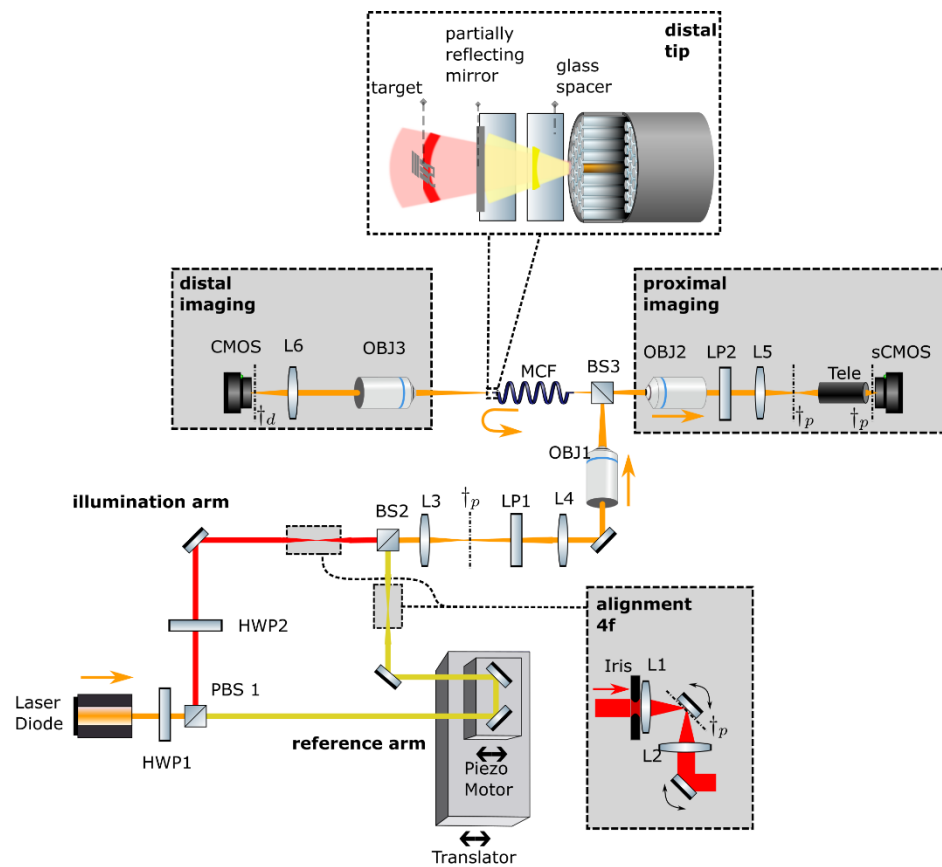 partially
reflecting
mirror
distal
tip
target
glass
spacer
distal
imaging
CMOS
L6
OBJ3
†d
MCF
BS3
proximal
imaging
OBJ2
LP2
L5
Tele
sCMOS
†p
†p
OBJ1
illumination arm
BS2
L3
†p
LP1
L4
HWP2
Laser
Diode
HWP1
PBS 1
reference arm
Piezo
Motor
Translator
alignment
4f
Iris
L1
†p
L2